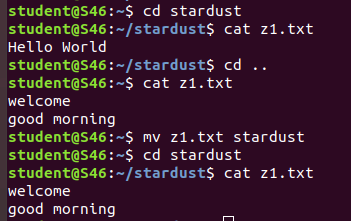 student@S46:~$ cd stardust
student@S46:~/stardust$ cat z1.txt
Hello World
student@S46:~/stardust$ cd ..
student@S46:~$ cat z1.txt
welcome
good morning
student@S46:~$ mv z1.txt stardust
student@S46:~$ cd stardust
student@S46:~/stardust$ cat z1.txt
welcome
good morning